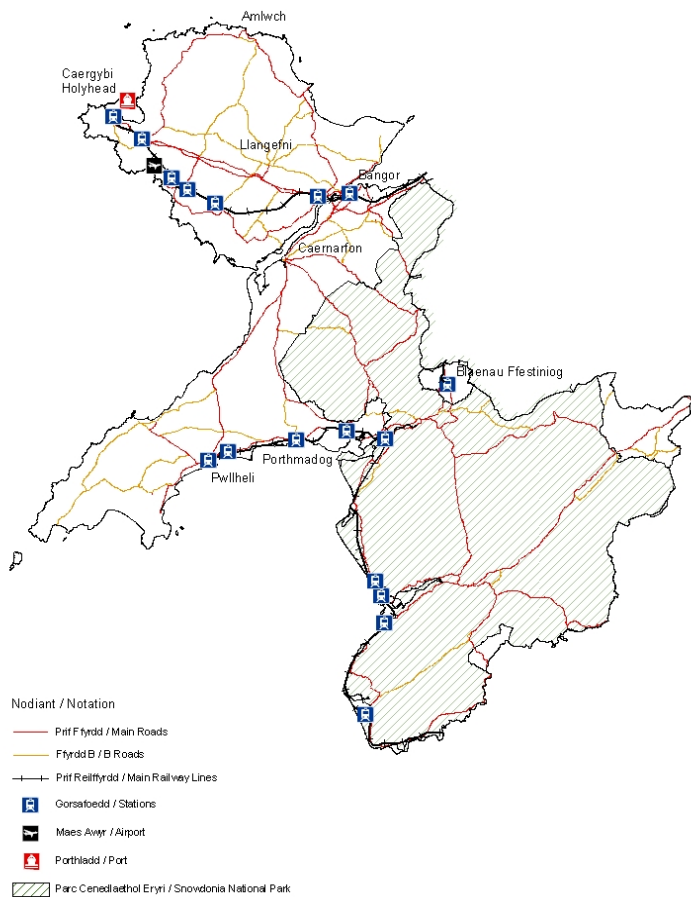 Amlwch
Caergybi
Holyhead
Llangefni
Bangor
Caernarfon
Blaenau Ffestiniog
Porthmadog
Pwllheli
Nodiant / Notation
Prif Ffyrdd / Main Roads
Ffyrdd B / B Roads
Prif Reilffyrdd / Main Railway Lines
Gorsafoedd / Stations
Maes Awyr / Airport
Porthladd / Port
Parc Cenedlaethol Eryri / Snowdonia National Park